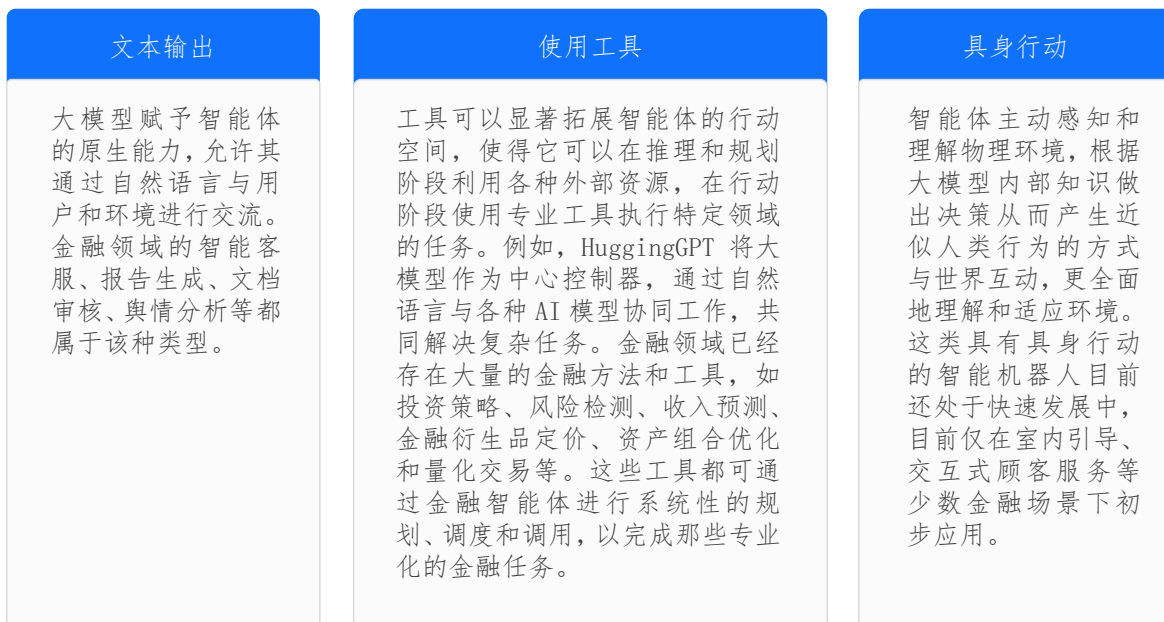 文本输出
大模型赋予智能体
的原生能力,允许其
通过自然语言与用
户和环境进行交流。
金融领域的智能客
服、报告生成、文档
审核、舆情分析等都
属于该种类型。
使用工具
工具可以显著拓展智能体的行动
空间，使得它可以在推理和规划
阶段利用各种外部资源，在行动
阶段使用专业工具执行特定领域
的任务。例如，HuggingGPT 将大
模型作为中心控制器，通过自然
语言与各种 AI 模型协同工作，共
同解决复杂任务。金融领域已经
存在大量的金融方法和工具，如
投资策略、风险检测、收入预测、
金融衍生品定价、资产组合优化
和量化交易等。这些工具都可通
过金融智能体进行系统性的规
划、调度和调用,以完成那些专业
化的金融任务。
具身行动
智能体主动感知和
理解物理环境,根据
大模型内部知识做
出决策从而产生近
似人类行为的方式
与世界互动,更全面
地理解和适应环境。
这类具有具身行动
的智能机器人目前
还处于快速发展中,
目前仅在室内引导、
交互式顾客服务等
少数金融场景下初
步应用。